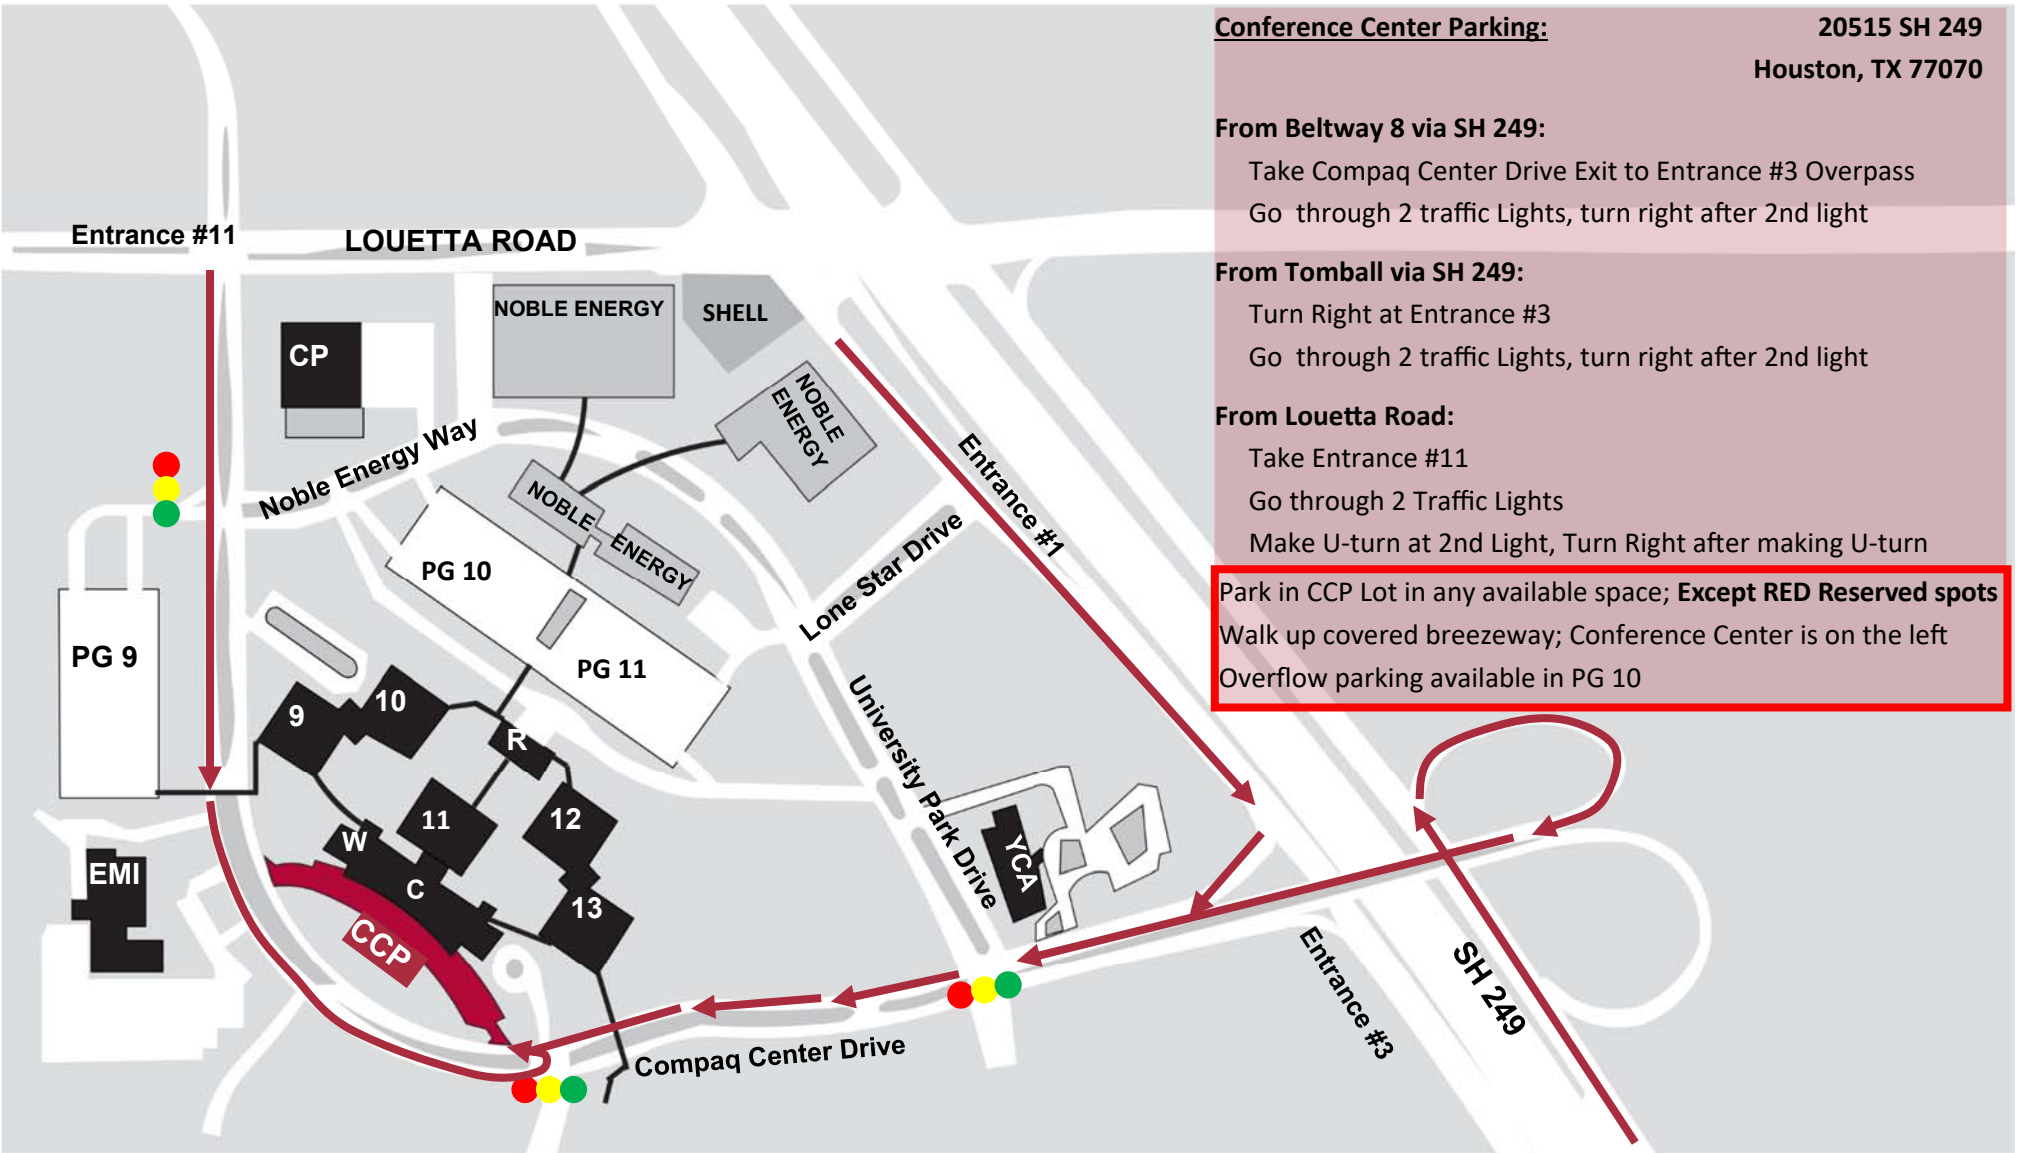 Conference Center Parking: 20515 SH 249
Houston, TX 77070
From Beltway 8 via SH 249:
Take Compaq Center Drive Exit to Entrance #3 Overpass
Go through 2 traffic Lights, turn right after 2nd light
From Tomball via SH 249:
Turn Right at Entrance #3
Go through 2 traffic Lights, turn right after 2nd light
From Louetta Road:
Take Entrance #11
Go through 2 Traffic Lights
Make U-turn at 2nd Light, Turn Right after making U-turn
Park in CCP Lot in any available space; Except RED Reserved spots
Walk up covered breezeway; Conference Center is on the left
Overflow parking available in PG 10
Entrance #11
LOUETTA ROAD
NOBLE ENERGY
SHELL
CP
NOBLE
ENERGY
Noble Energy Way
Entrance #1
NOBLE
ENERGY
Lone Star Drive
PG 10
PG 11
PG 9
10
9
R
University Park Drive
11
12
W
YCA
EMI
C
13
CCP
Entrance #3
SH 249
Compaq Center Drive